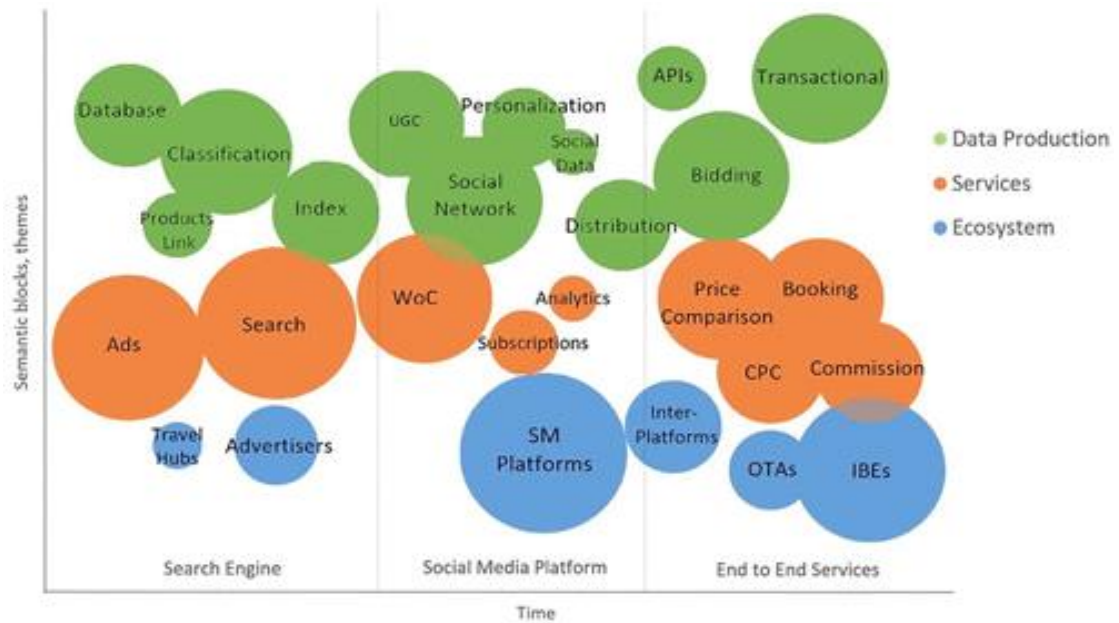 Database
Classification
Products
Link
Index
UGC
Personalization
Social
Data
Social
Network
Distribution
APIs
Transactional
Bidding
Data Production
Services
Ecosystem
Ads
Search
WoC
Analytics
Subscriptions
Price
Comparison
Booking
CPC
Commission
Travel
Hubs
Advertisers
SM
Platforms
Inter-
Platforms
OTAs
IBEs
Semantic blocks, themes
Search Engine
Social Media Platform
End to End Services
Time